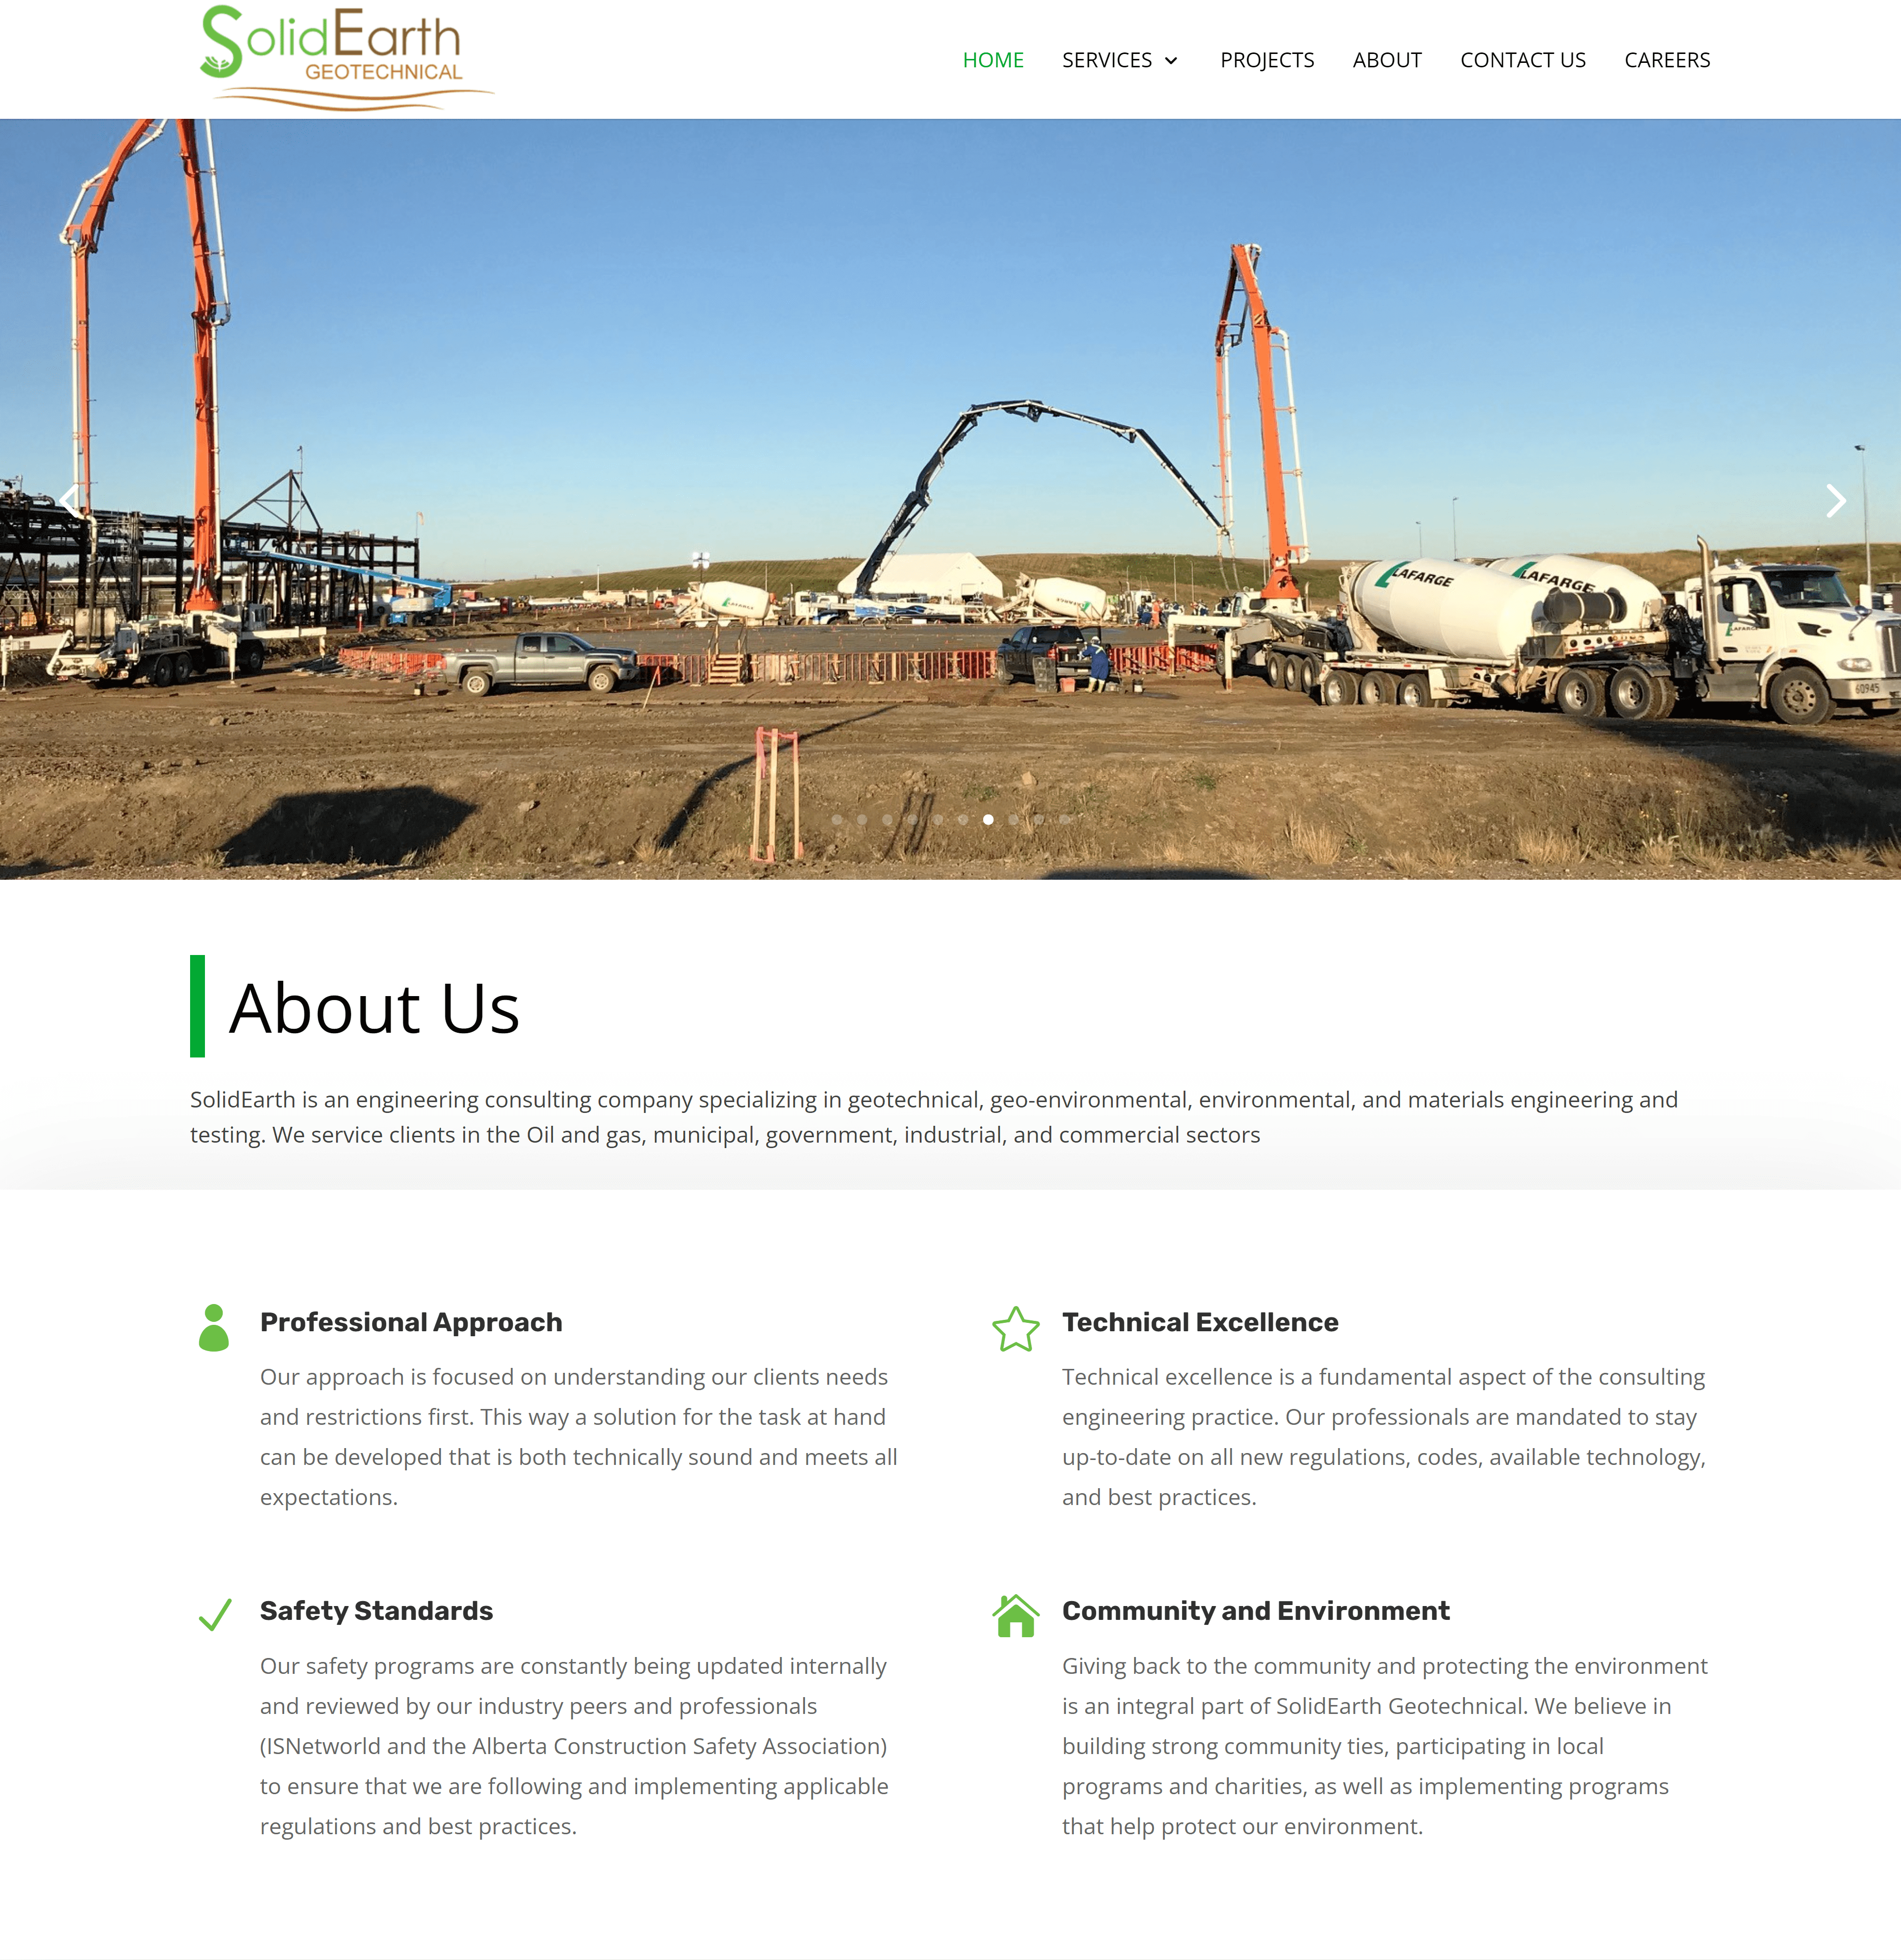 SolidEarth
GEOTECHNICAL
HOME SERVICES PROJECTS ABOUT CONTACT US CAREERS
LAFARGE
LAFARGE
LAFARGE
LAFARGE
LAFARGE
60945
About Us
SolidEarth is an engineering consulting company specializing in geotechnical, geo-environmental, environmental, and materials engineering and
testing. We service clients in the Oil and gas, municipal, government, industrial, and commercial sectors
Professional Approach
Our approach is focused on understanding our clients needs
and restrictions first. This way a solution for the task at hand
can be developed that is both technically sound and meets all
expectations.
Technical Excellence
Technical excellence is a fundamental aspect of the consulting
engineering practice. Our professionals are mandated to stay
up-to-date on all new regulations, codes, available technology,
and best practices.
Safety Standards
Our safety programs are constantly being updated internally
and reviewed by our industry peers and professionals
(ISNetworld and the Alberta Construction Safety Association)
to ensure that we are following and implementing applicable
regulations and best practices.
Community and Environment
Giving back to the community and protecting the environment
is an integral part of SolidEarth Geotechnical. We believe in
building strong community ties, participating in local
programs and charities, as well as implementing programs
that help protect our environment.